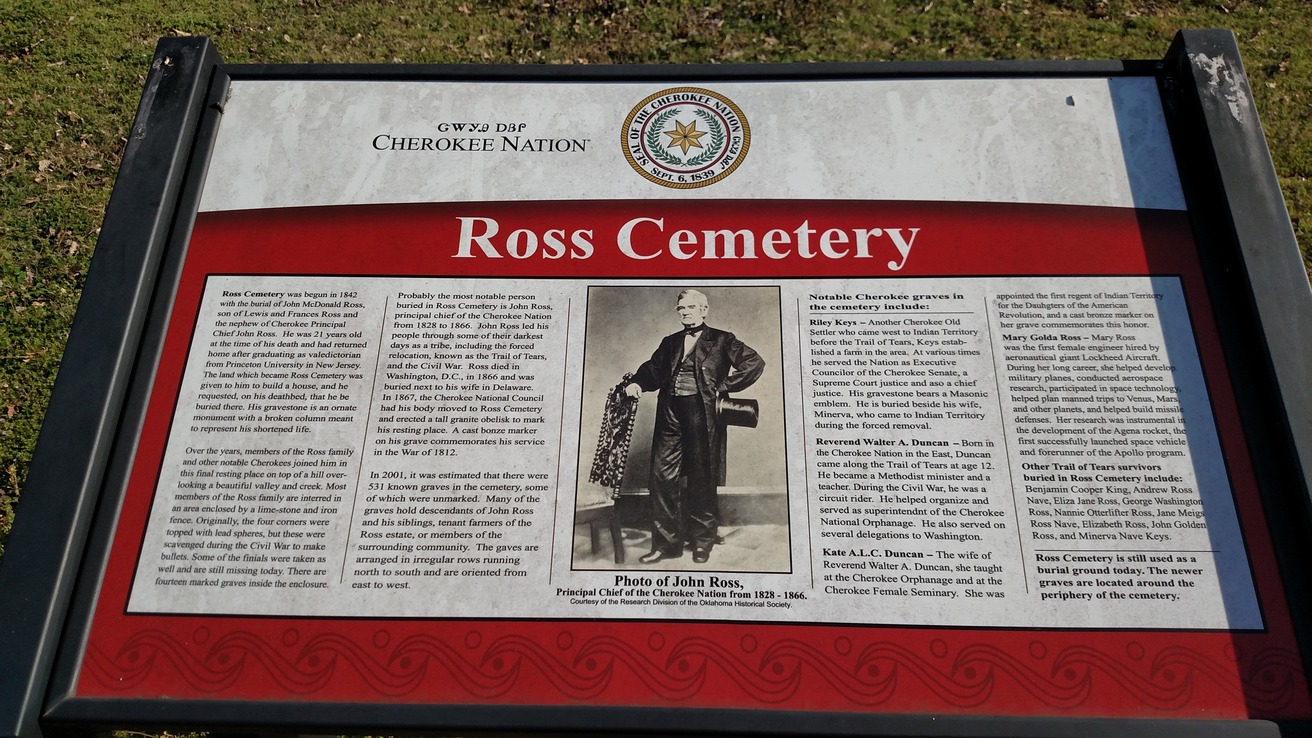 ᏣᎳᎩᎯ ᎠᏰᎵ
CHEROKEE NATION
SEAL OF THE CHEROKEE NATION
ᏣᎳᎩᎯ ᎠᏰᎵ
SEPT. 6, 1839
Ross Cemetery
Ross Cemetery was begun in 1842
with the burial of John McDonald Ross,
son of Lewis and Frances Ross and
the nephew of Cherokee Principal
Chief John Ross. He was 21 years old
at the time of his death and had returned
home after graduating as valedictorian
from Princeton University in New Jersey.
The land which became Ross Cemetery was
given to him to build a house, and he
requested, on his deathbed, that he be
buried there. His gravestone is an ornate
monument with a broken column meant
to represent his shortened life.
Over the years, members of the Ross family
and other notable Cherokees joined him in
this final resting place on top of a hill over-
looking a beautiful valley and creek. Most
members of the Ross family are interred in
an area enclosed by a lime-stone and iron
fence. Originally, the four corners were
topped with lead spheres, but these were
scavenged during the Civil War to make
bullets. Some of the finials were taken as
well and are still missing today. There are
fourteen marked graves inside the enclosure.
Probably the most notable person
buried in Ross Cemetery is John Ross,
principal chief of the Cherokee Nation
from 1828 to 1866. John Ross led his
people through some of their darkest
days as a tribe, including the forced
relocation, known as the Trail of Tears,
and the Civil War. Ross died in
Washington, D.C., in 1866 and was
buried next to his wife in Delaware.
In 1867, the Cherokee National Council
had his body moved to Ross Cemetery
and erected a tall granite obelisk to mark
his resting place. A cast bonze marker
on his grave commemorates his service
in the War of 1812.
In 2001, it was estimated that there were
531 known graves in the cemetery, some
of which were unmarked. Many of the
graves hold descendants of John Ross
and his siblings, tenant farmers of the
Ross estate, or members of the
surrounding community. The gaves are
arranged in irregular rows running
north to south and are oriented from
east to west.
Photo of John Ross,
Principal Chief of the Cherokee Nation from 1828 - 1866.
Courtesy of the Research Division of the Oklahoma Historical Society.
Notable Cherokee graves in
the cemetery include:
Riley Keys – Another Cherokee Old
Settler who came west to Indian Territory
before the Trail of Tears, Keys estab-
lished a farm in the area. At various times
he served the Nation as Executive
Councilor of the Cherokee Senate, a
Supreme Court justice and aso a chief
justice. His gravestone bears a Masonic
emblem. He is buried beside his wife,
Minerva, who came to Indian Territory
during the forced removal.
Reverend Walter A. Duncan – Born in
the Cherokee Nation in the East, Duncan
came along the Trail of Tears at age 12.
He became a Methodist minister and a
teacher. During the Civil War, he was a
circuit rider. He helped organize and
served as superintendnt of the Cherokee
National Orphanage. He also served on
several delegations to Washington.
Kate A.L.C. Duncan – The wife of
Reverend Walter A. Duncan, she taught
at the Cherokee Orphanage and at the
Cherokee Female Seminary. She was
appointed the first regent of Indian Territory
for the Dauhgters of the American
Revolution, and a cast bronze marker on
her grave commemorates this honor.
Mary Golda Ross – Mary Ross
was the first female engineer hired by
aeronautical giant Lockheed Aircraft.
During her long career, she helped develop
military planes, conducted aerospace
research, participated in space technology,
helped plan manned trips to Venus, Mars,
and other planets, and helped build missile
defenses. Her research was instrumental in
the development of the Agena rocket, the
first successfully launched space vehicle
and forerunner of the Apollo program.
Other Trail of Tears survivors
buried in Ross Cemetery include:
Benjamin Cooper King, Andrew Ross
Nave, Eliza Jane Ross, George Washington
Ross, Nannie Otterlifter Ross, Jane Meigs
Ross Nave, Elizabeth Ross, John Golden
Ross, and Minerva Nave Keys.
Ross Cemetery is still used as a
burial ground today. The newer
graves are located around the
periphery of the cemetery.